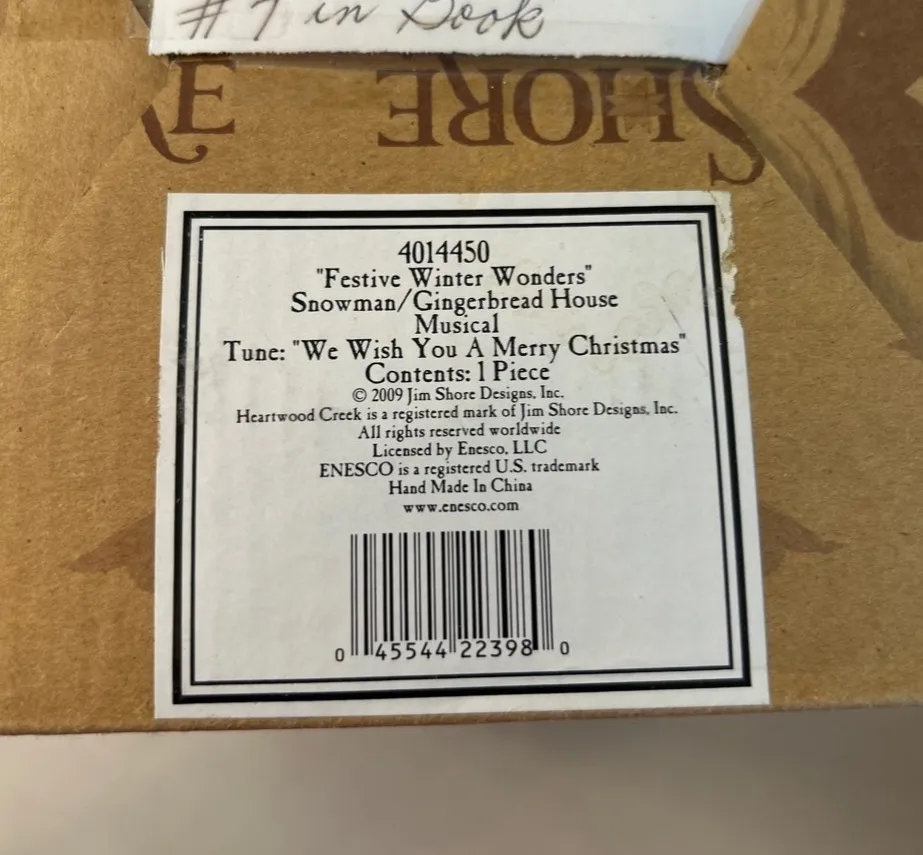 # 7 in Book
SHORE
4014450
"Festive Winter Wonders"
Snowman/Gingerbread House
Musical
Tune: "We Wish You A Merry Christmas"
Contents: 1 Piece
© 2009 Jim Shore Designs, Inc.
Heartwood Creek is a registered mark of Jim Shore Designs, Inc.
All rights reserved worldwide
Licensed by Enesco, LLC
ENESCO is a registered U.S. trademark
Hand Made In China
www.enesco.com
0 45544 22398 0